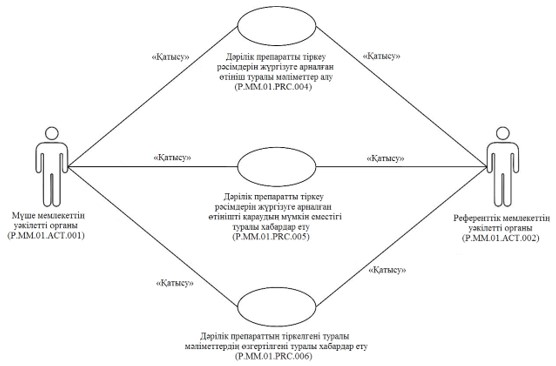 «Қатысу»
«Қатысу»
Дәрілік препаратты тіркеу
рәсімдерін жүргізуге арналған
өтініш туралы мәліметтер алу
(P.MM.01.PRC.004)
«Қатысу»
«Қатысу»
Дәрілік препаратты тіркеу
рәсімдерін жүргізуге арналған
өтінішті қараудың мүмкін еместігі
туралы хабардар ету
(P.MM.01.PRC.005)
Мүше мемлекеттің
уәкілетті органы
(P.MM.01.ACT.001)
Референттік мемлекеттің
уәкілетті органы
(P.MM.01.ACT.002)
«Қатысу»
«Қатысу»
Дәрілік препараттың тіркелгені туралы
мәліметтердің өзгертілгені туралы хабардар ету
(P.MM.01.PRC.006)